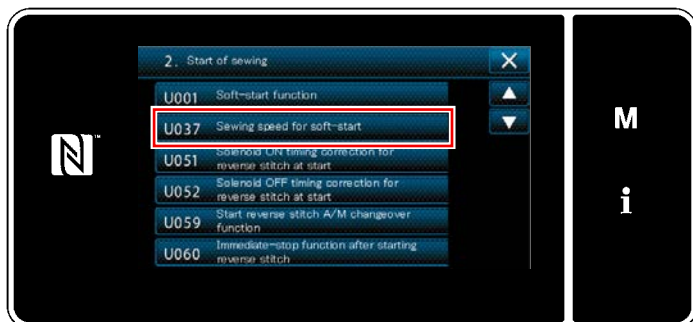 2. Start of sewing
U001 Soft-start function
U037 Sewing speed for soft-start
U051 Solenoid ON timing correction for
reverse stitch at start
U052 Solenoid OFF timing correction for
reverse stitch at start
U059 Start reverse stitch A/M changeover
function
U060 Immediate-stop function after starting
reverse stitch
M
i